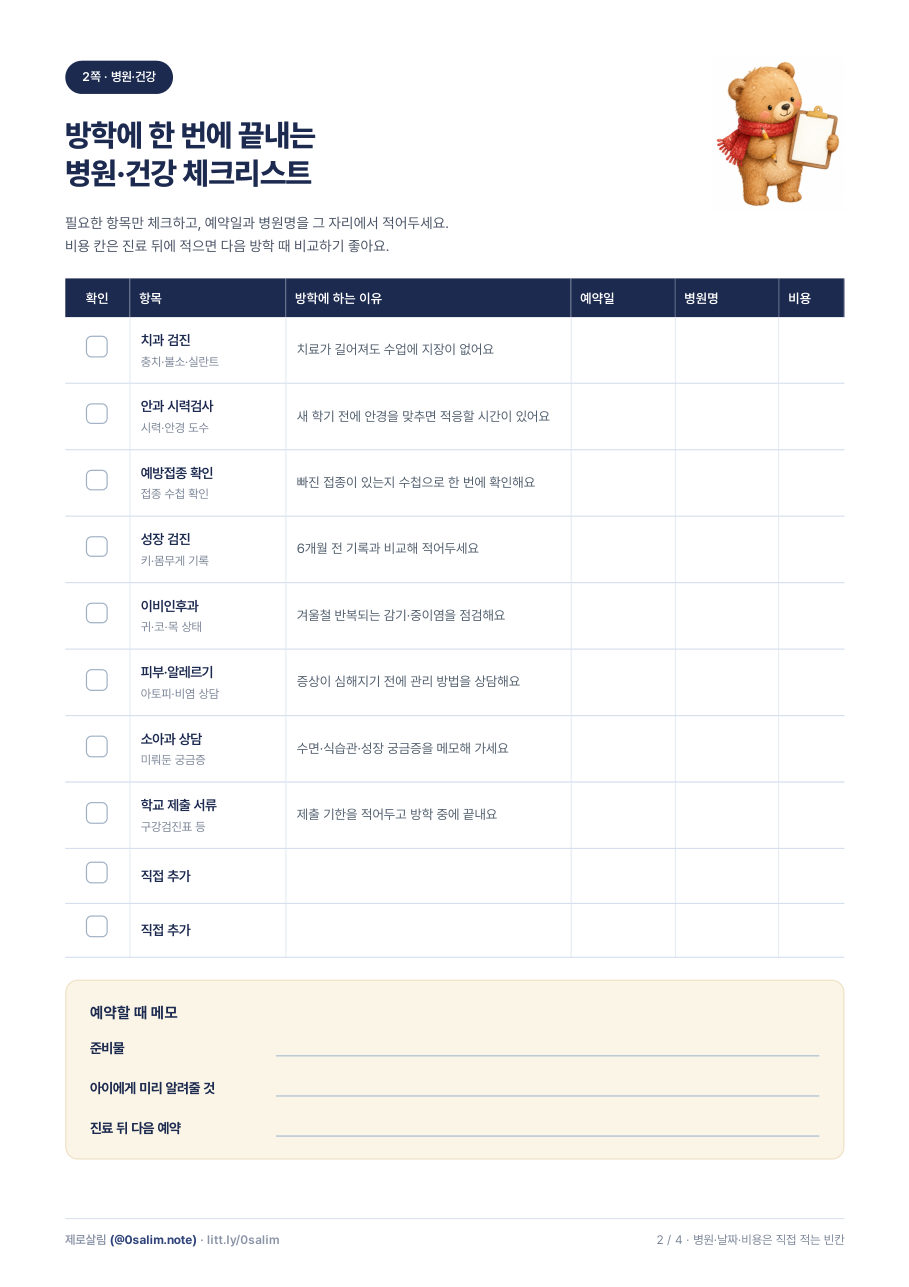 2쪽 · 병원·건강
방학에 한 번에 끝내는
병원·건강 체크리스트
필요한 항목만 체크하고, 예약일과 병원명을 그 자리에서 적어두세요.
비용 칸은 진료 뒤에 적으면 다음 방학 때 비교하기 좋아요.
확인 항목 방학에 하는 이유 예약일 병원명 비용
치과 검진
충치·불소·실란트
치료가 길어져도 수업에 지장이 없어요
안과 시력검사
시력·안경 도수
새 학기 전에 안경을 맞추면 적응할 시간이 있어요
예방접종 확인
접종 수첩 확인
빠진 접종이 있는지 수첩으로 한 번에 확인해요
성장 검진
키·몸무게 기록
6개월 전 기록과 비교해 적어두세요
이비인후과
귀·코·목 상태
겨울철 반복되는 감기·중이염을 점검해요
피부·알레르기
아토피·비염 상담
증상이 심해지기 전에 관리 방법을 상담해요
소아과 상담
미뤄둔 궁금증
수면·식습관·성장 궁금증을 메모해 가세요
학교 제출 서류
구강검진표 등
제출 기한을 적어두고 방학 중에 끝내요
직접 추가
직접 추가
예약할 때 메모
준비물
아이에게 미리 알려줄 것
진료 뒤 다음 예약
제로살림 (@0salim.note) · litt.ly/0salim
2 / 4 · 병원·날짜·비용은 직접 적는 빈칸